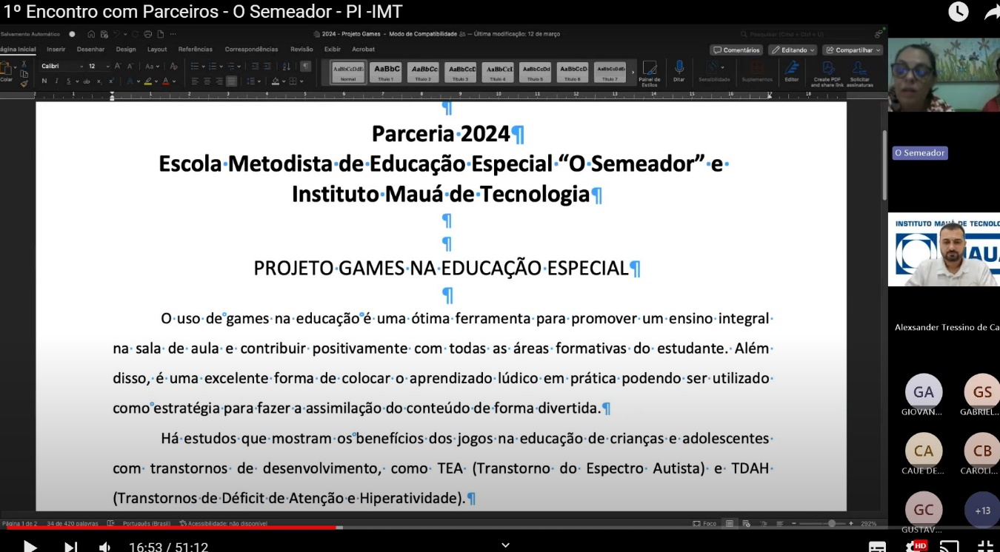 1º Encontro com Parceiros - O Semeador - PI -IMT
Salvamento Automático
2024 - Projeto Games - Modo de Compatibilidade — Última modificação: 12 de março
Pesquisar (Cmd + Ctrl + U)
Página Inicial Inserir Desenhar Design Layout Referências Correspondências Revisão Exibir Acrobat
Comentários Editando Compartilhar
Calibri 12
Colar
N I S ab x x
Normal Título 1 Título 2 Título 3 Título 4 Título 5 Título 6 Título 7
Painel de Estilos
Ditar
Sensibilidade
Suplementos
Editor
Create PDF and share link
Solicitar assinaturas
Parceria 2024¶
Escola Metodista de Educação Especial “O Semeador” e
Instituto Mauá de Tecnologia¶
PROJETO GAMES NA EDUCAÇÃO ESPECIAL¶
O uso de games na educação é uma ótima ferramenta para promover um ensino integral
na sala de aula e contribuir positivamente com todas as áreas formativas do estudante. Além
disso, é uma excelente forma de colocar o aprendizado lúdico em prática podendo ser utilizado
como estratégia para fazer a assimilação do conteúdo de forma divertida.¶
Há estudos que mostram os benefícios dos jogos na educação de crianças e adolescentes
com transtornos de desenvolvimento, como TEA (Transtorno do Espectro Autista) e TDAH
(Transtornos de Déficit de Atenção e Hiperatividade).¶
Página 1 de 2 34 de 420 palavras Português (Brasil) Acessibilidade: não disponível
Foco 292%
O Semeador
INSTITUTO MAUÁ DE TECNOLO
MAU
Alexsander Tressino de Ca
GA GS
GIOVAN... GABRIEL...
CA CB
CAUE DE... CAROLI...
GC +13
GUSTAV...
16:53 / 51:12
HD